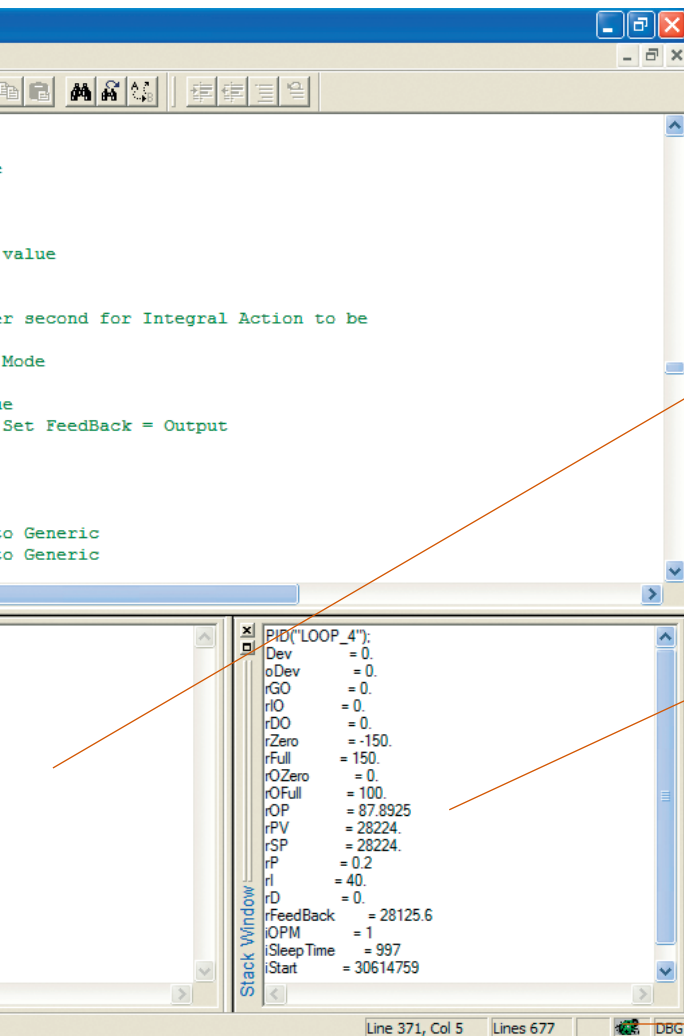 e
value
er second for Integral Action to be
Mode
ue
Set FeedBack = Output
to Generic
to Generic
PID("LOOP_4");
Dev = 0.
oDev = 0.
rGO = 0.
rIO = 0.
rDO = 0.
rZero = -150.
rFull = 150.
rOZero = 0.
rOFull = 100.
rOP = 87.8925
rPV = 28224.
rSP = 28224.
rP = 0.2
rI = 40.
rD = 0.
rFeedBack = 28125.6
iOPM = 1
iSleepTime = 997
iStart = 30614759
Stack Window
Line 371, Col 5 Lines 677 DBG